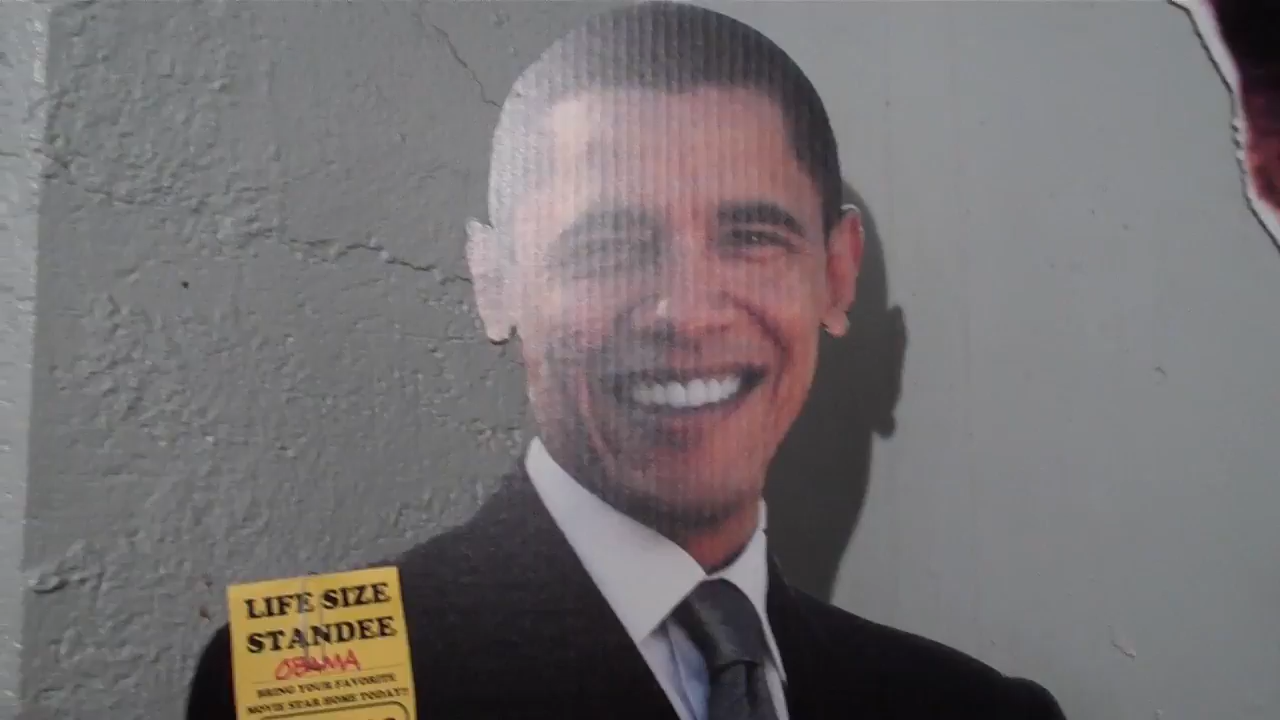 LIFE SIZE
STANDEE
OBAMA
BRING YOUR FAVORITE
MOVIE STAR HOME TODAY!